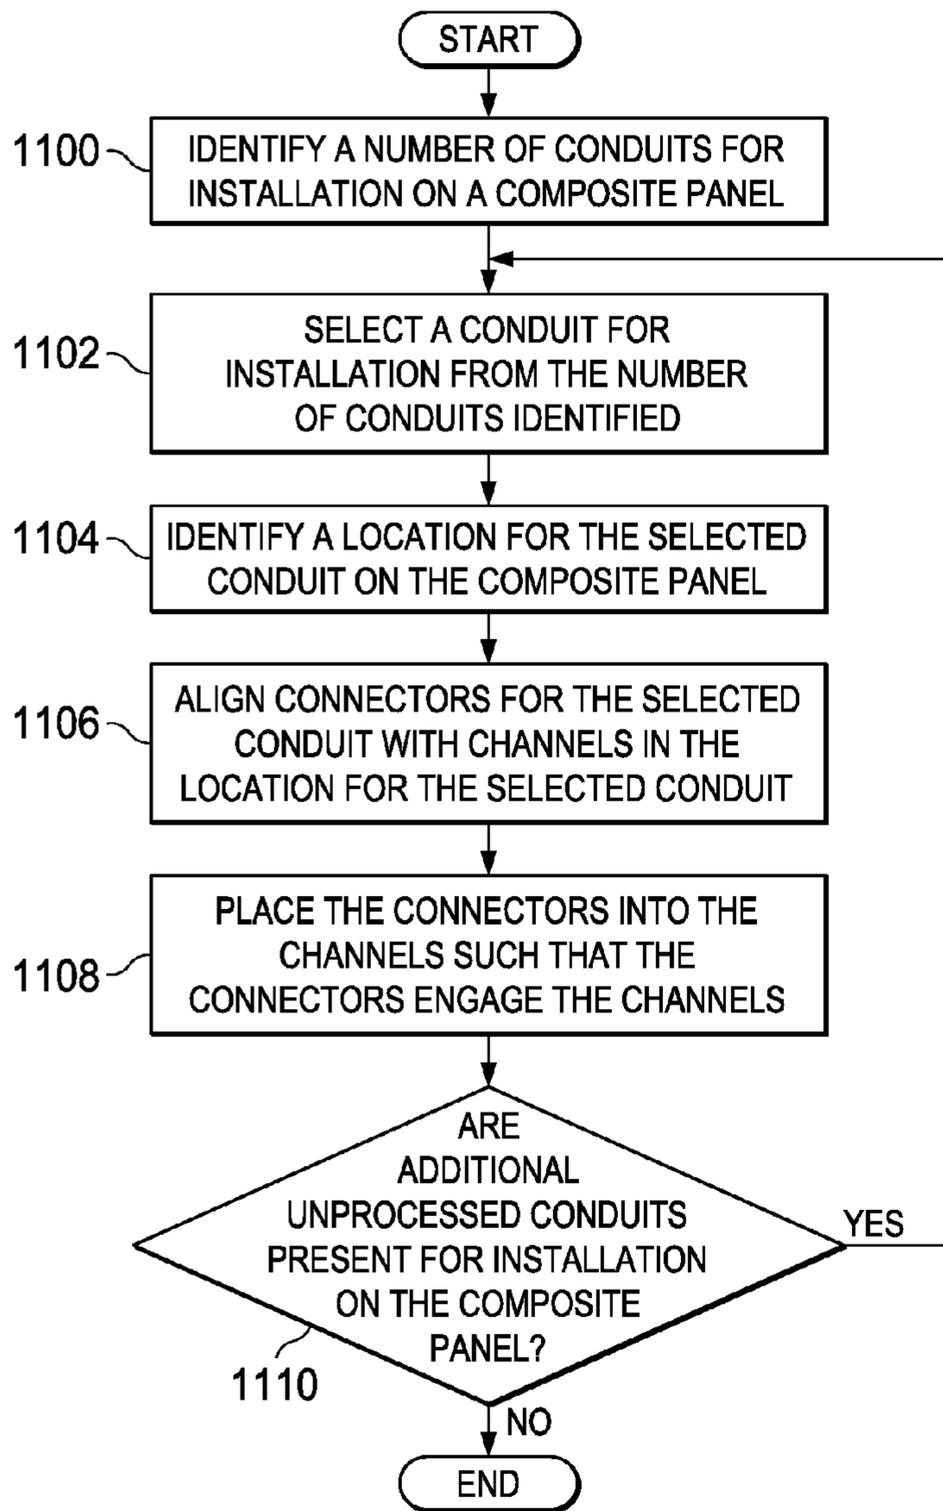 START
1100
IDENTIFY A NUMBER OF CONDUITS FOR
INSTALLATION ON A COMPOSITE PANEL
1102
SELECT A CONDUIT FOR
INSTALLATION FROM THE NUMBER
OF CONDUITS IDENTIFIED
1104
IDENTIFY A LOCATION FOR THE SELECTED
CONDUIT ON THE COMPOSITE PANEL
1106
ALIGN CONNECTORS FOR THE SELECTED
CONDUIT WITH CHANNELS IN THE
LOCATION FOR THE SELECTED CONDUIT
1108
PLACE THE CONNECTORS INTO THE
CHANNELS SUCH THAT THE
CONNECTORS ENGAGE THE CHANNELS
ARE
ADDITIONAL
UNPROCESSED CONDUITS
PRESENT FOR INSTALLATION
ON THE COMPOSITE
PANEL?
YES
1110
NO
END